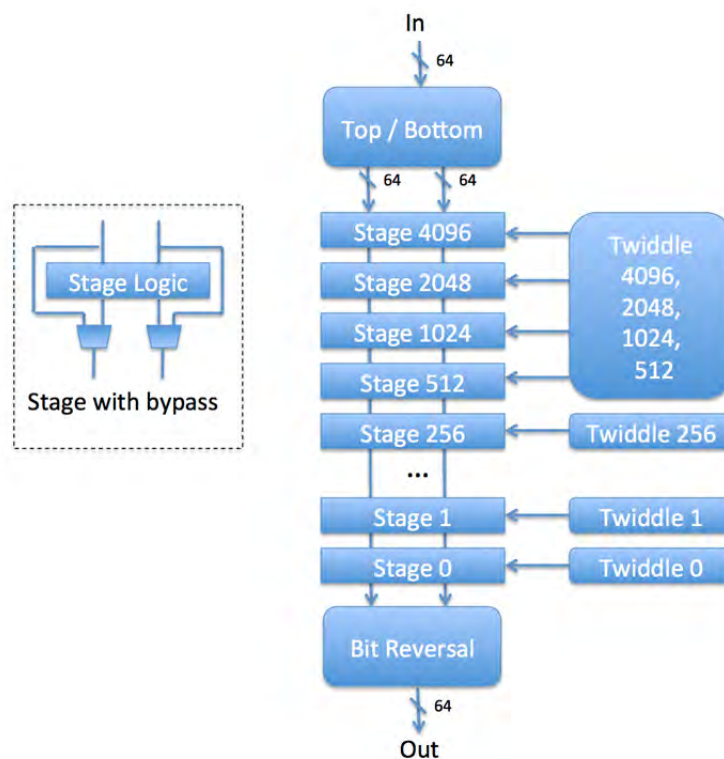 In
64
Top / Bottom
64
64
Stage 4096
Stage 2048
Stage 1024
Stage 512
Stage 256
...
Stage 1
Stage 0
Twiddle
4096,
2048,
1024,
512
Twiddle 256
Twiddle 1
Twiddle 0
Bit Reversal
64
Out
Stage Logic
Stage with bypass